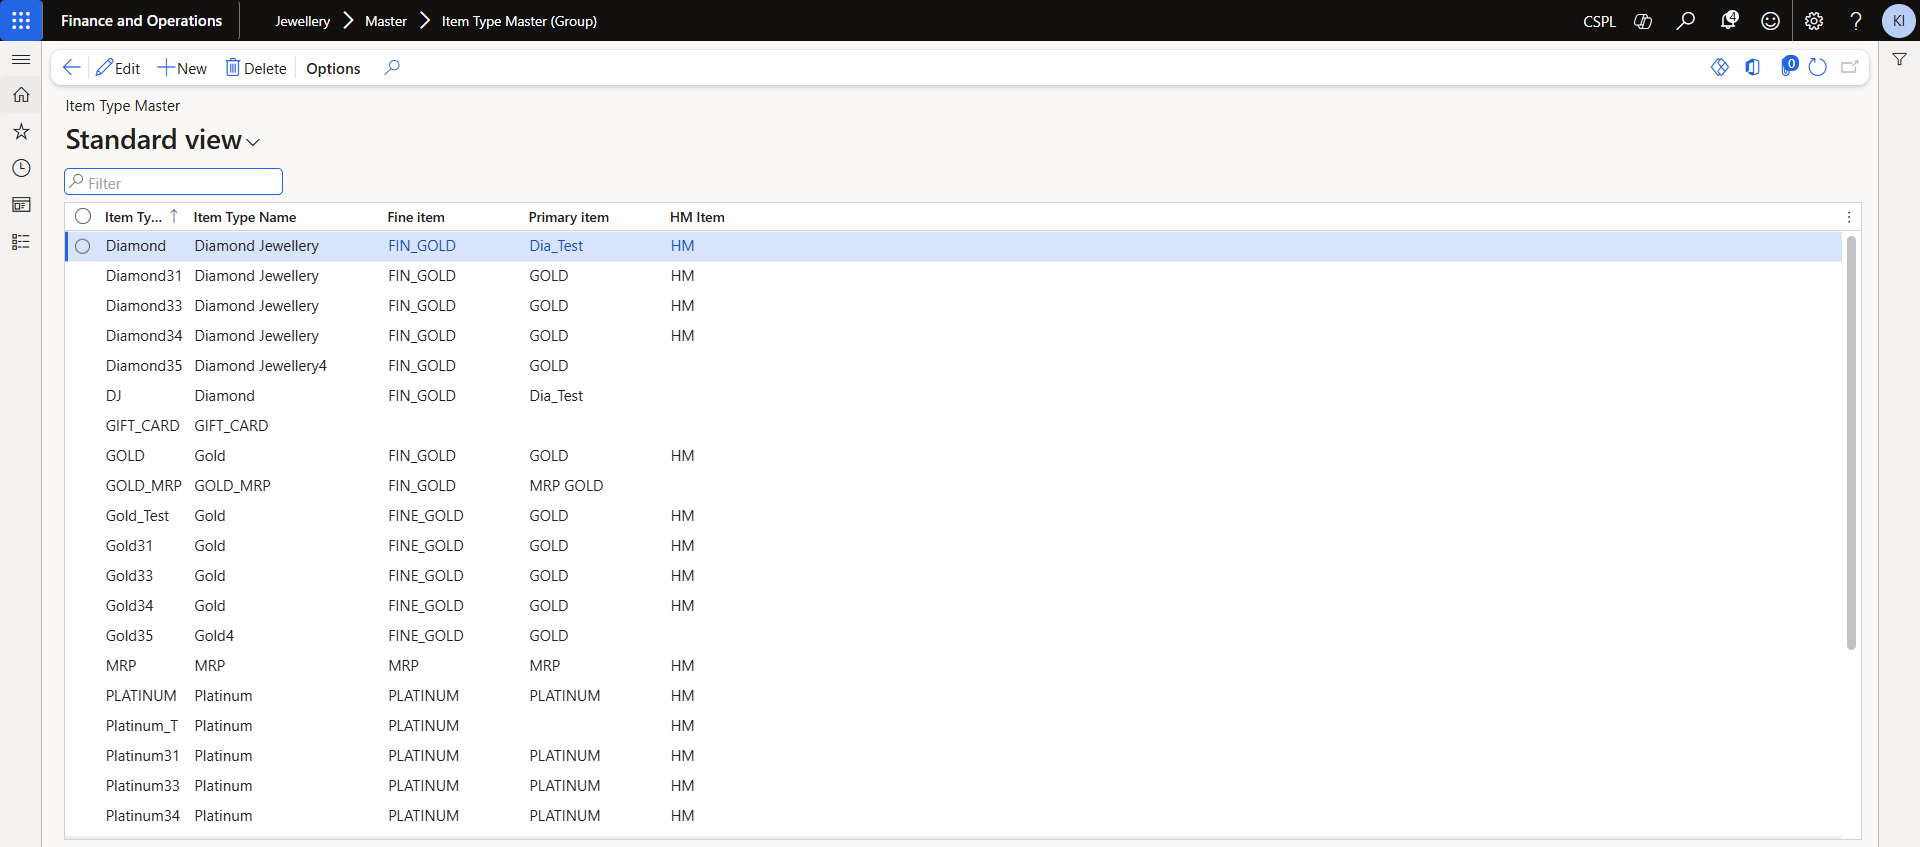 Finance and Operations Jewellery Master Item Type Master (Group) CSPL 4 ? KI
Edit New Delete Options 0
Item Type Master
Standard view
Filter
Item Ty... Item Type Name Fine item Primary item HM Item
Diamond Diamond Jewellery FIN_GOLD Dia_Test HM
Diamond31 Diamond Jewellery FIN_GOLD GOLD HM
Diamond33 Diamond Jewellery FIN_GOLD GOLD HM
Diamond34 Diamond Jewellery FIN_GOLD GOLD HM
Diamond35 Diamond Jewellery4 FIN_GOLD GOLD
DJ Diamond FIN_GOLD Dia_Test
GIFT_CARD GIFT_CARD
GOLD Gold FIN_GOLD GOLD HM
GOLD_MRP GOLD_MRP FIN_GOLD MRP GOLD
Gold_Test Gold FINE_GOLD GOLD HM
Gold31 Gold FINE_GOLD GOLD HM
Gold33 Gold FINE_GOLD GOLD HM
Gold34 Gold FINE_GOLD GOLD HM
Gold35 Gold4 FINE_GOLD GOLD
MRP MRP MRP MRP HM
PLATINUM Platinum PLATINUM PLATINUM HM
Platinum_T Platinum PLATINUM HM
Platinum31 Platinum PLATINUM PLATINUM HM
Platinum33 Platinum PLATINUM PLATINUM HM
Platinum34 Platinum PLATINUM PLATINUM HM